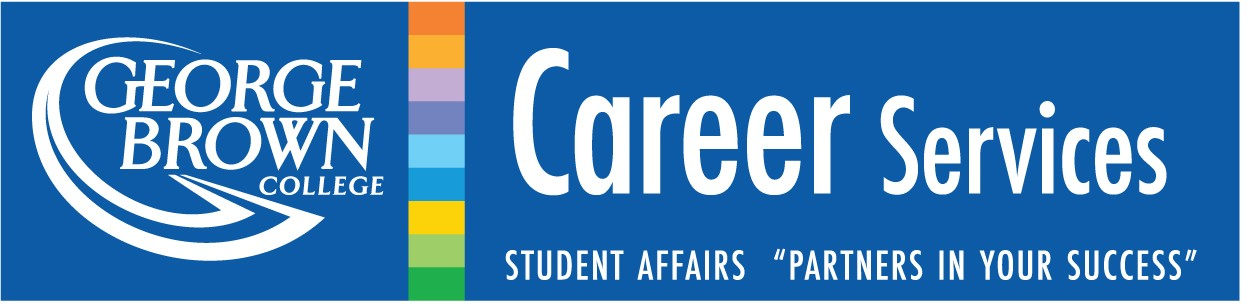 GEORGE
BROWN
COLLEGE
Career Services
STUDENT AFFAIRS "PARTNERS IN YOUR SUCCESS"